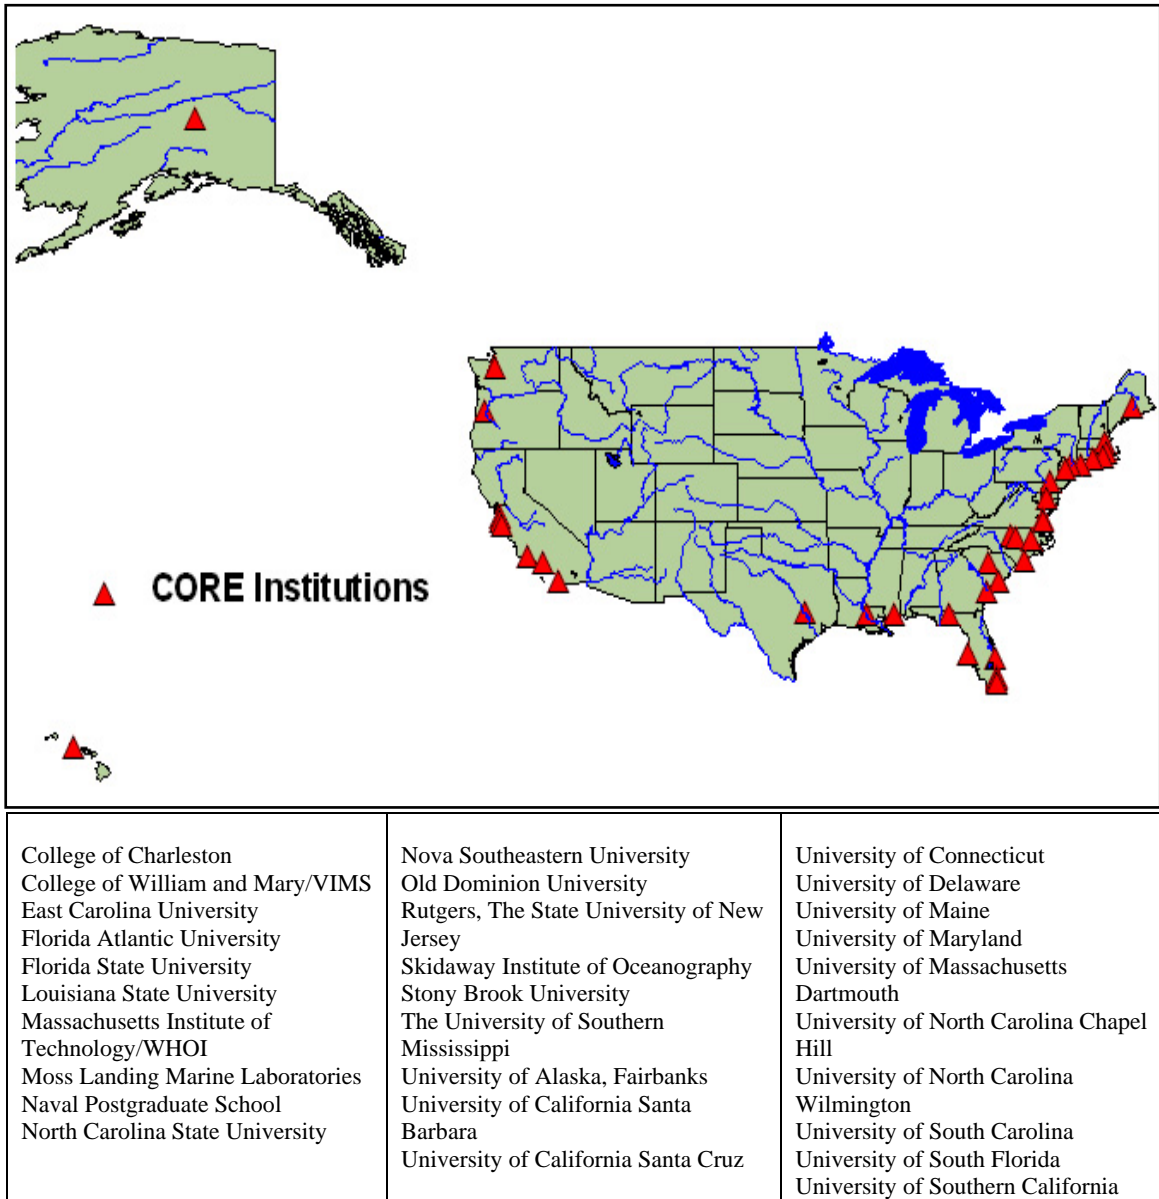 CORE Institutions
College of Charleston
College of William and Mary/VIMS
East Carolina University
Florida Atlantic University
Florida State University
Louisiana State University
Massachusetts Institute of
Technology/WHOI
Moss Landing Marine Laboratories
Naval Postgraduate School
North Carolina State University
Nova Southeastern University
Old Dominion University
Rutgers, The State University of New
Jersey
Skidaway Institute of Oceanography
Stony Brook University
The University of Southern
Mississippi
University of Alaska, Fairbanks
University of California Santa
Barbara
University of California Santa Cruz
University of Connecticut
University of Delaware
University of Maine
University of Maryland
University of Massachusetts
Dartmouth
University of North Carolina Chapel
Hill
University of North Carolina
Wilmington
University of South Carolina
University of South Florida
University of Southern California